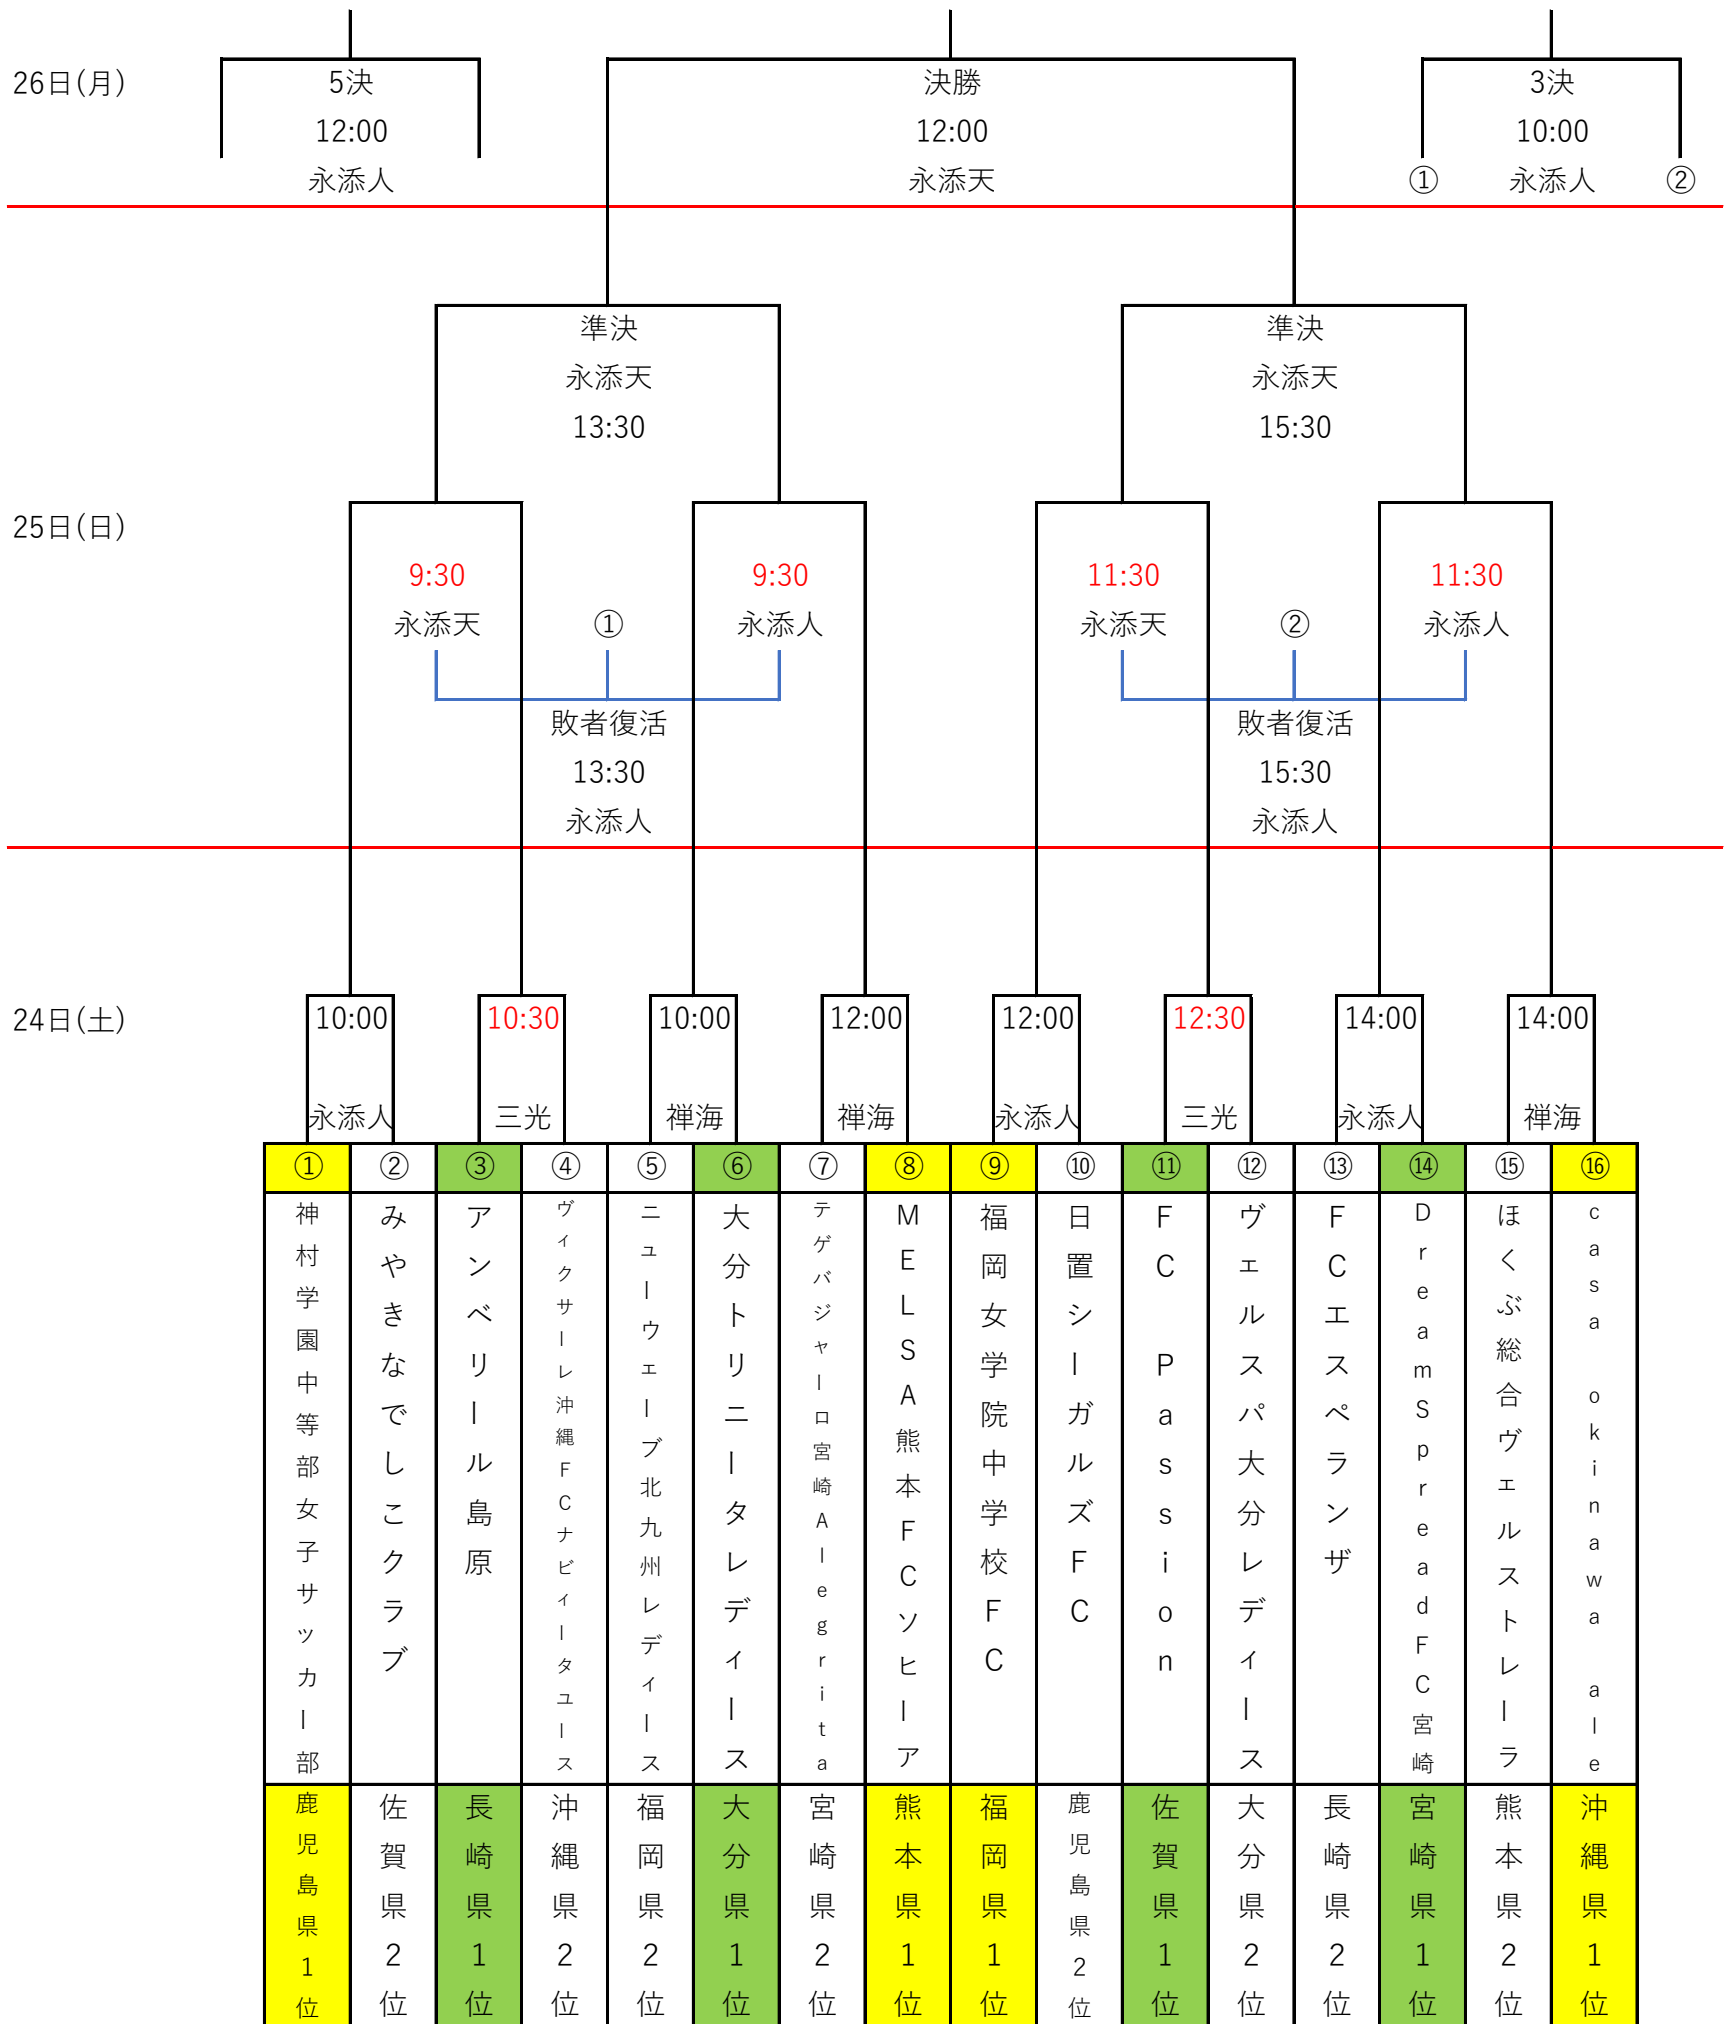 26日(月)
5決
12:00
永添人
決勝
12:00
永添天
3決
10:00
① 永添人 ②
準決
永添天
13:30
準決
永添天
15:30
25日(日)
9:30
永添天
①
9:30
永添人
11:30
永添天
②
11:30
永添人
敗者復活
13:30
永添人
敗者復活
15:30
永添人
24日(土)
10:00 10:30 10:00 12:00 12:00 12:30 14:00 14:00
永添人 三光 禅海 禅海 永添人 三光 永添人 禅海
① ② ③ ④ ⑤ ⑥ ⑦ ⑧ ⑨ ⑩ ⑪ ⑫ ⑬ ⑭ ⑮ ⑯
神村学園中等部女子サッカー部
みやきなでしこクラブ
アンベリール島原
ヴィクサーレ沖縄FCナビィータユース
ニューウェーブ北九州レディース
大分トリニータレディース
テゲバジャーロ宮崎Alegrita
MELSA熊本FCソヒーア
福岡女学院中学校FC
日置シーガルズFC
FC Passion
ヴェルスパ大分レディース
FCエスペランザ
DreamSpreadFC宮崎
ほくぶ総合ヴェルストレーラ
casa okinawa ale
鹿児島県1位
佐賀県2位
長崎県1位
沖縄県2位
福岡県2位
大分県1位
宮崎県2位
熊本県1位
福岡県1位
鹿児島県2位
佐賀県1位
大分県2位
長崎県2位
宮崎県1位
熊本県2位
沖縄県1位